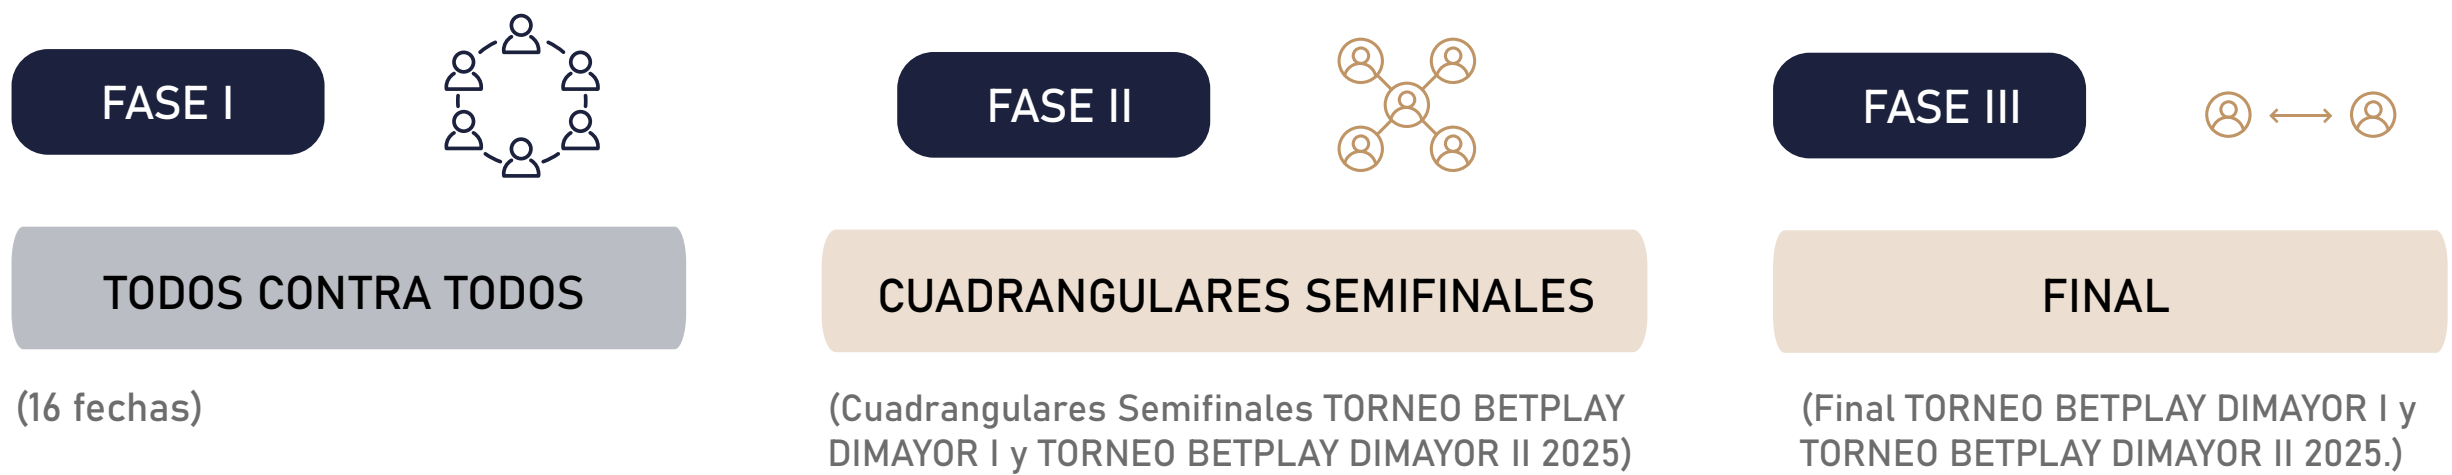 FASE I
TODOS CONTRA TODOS
(16 fechas)
FASE II
CUADRANGULARES SEMIFINALES
(Cuadrangulares Semifinales TORNEO BETPLAY
DIMAYOR I y TORNEO BETPLAY DIMAYOR II 2025)
FASE III
FINAL
(Final TORNEO BETPLAY DIMAYOR I y
TORNEO BETPLAY DIMAYOR II 2025.)